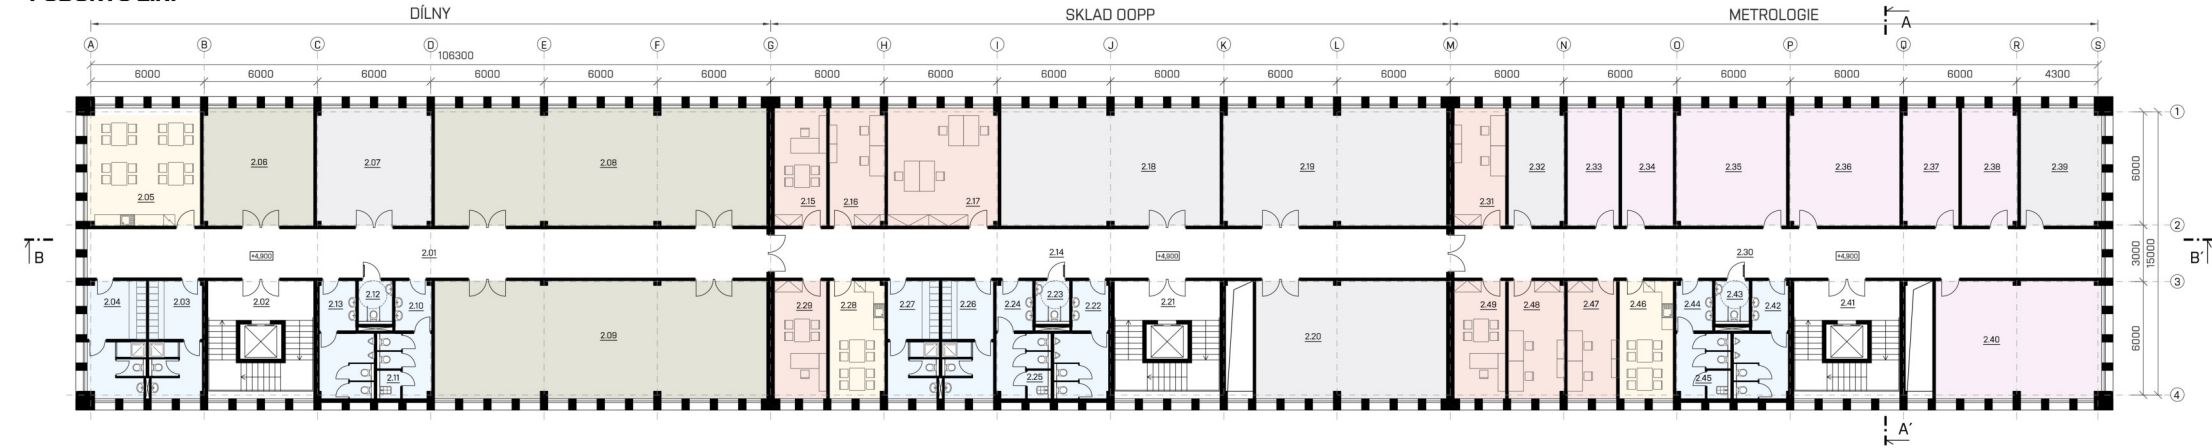 DÍLNY SKLAD OOPP METROLOGIE A
A B C D E F G H I J K L M N O P Q R S
106300
6000 6000 6000 6000 6000 6000 6000 6000 6000 6000 6000 6000 6000 6000 6000 6000 6000 4300
1
2.06 2.07 2.08 2.18 2.19 2.32 2.33 2.34 2.35 2.36 2.37 2.38 2.39 6000
2.05 2.15 2.16 2.17 2.31
2
B 2.01 +4,900 2.14 +4,900 2.30 +4,900 3000 15000 B'
3
2.04 2.03 2.02 2.13 2.12 2.10 2.29 2.28 2.27 2.26 2.24 2.23 2.22 2.21 2.49 2.48 2.47 2.46 2.44 2.43 2.42 2.41
2.09 2.20 2.40 6000
2.11 2.25 2.45
4
A'